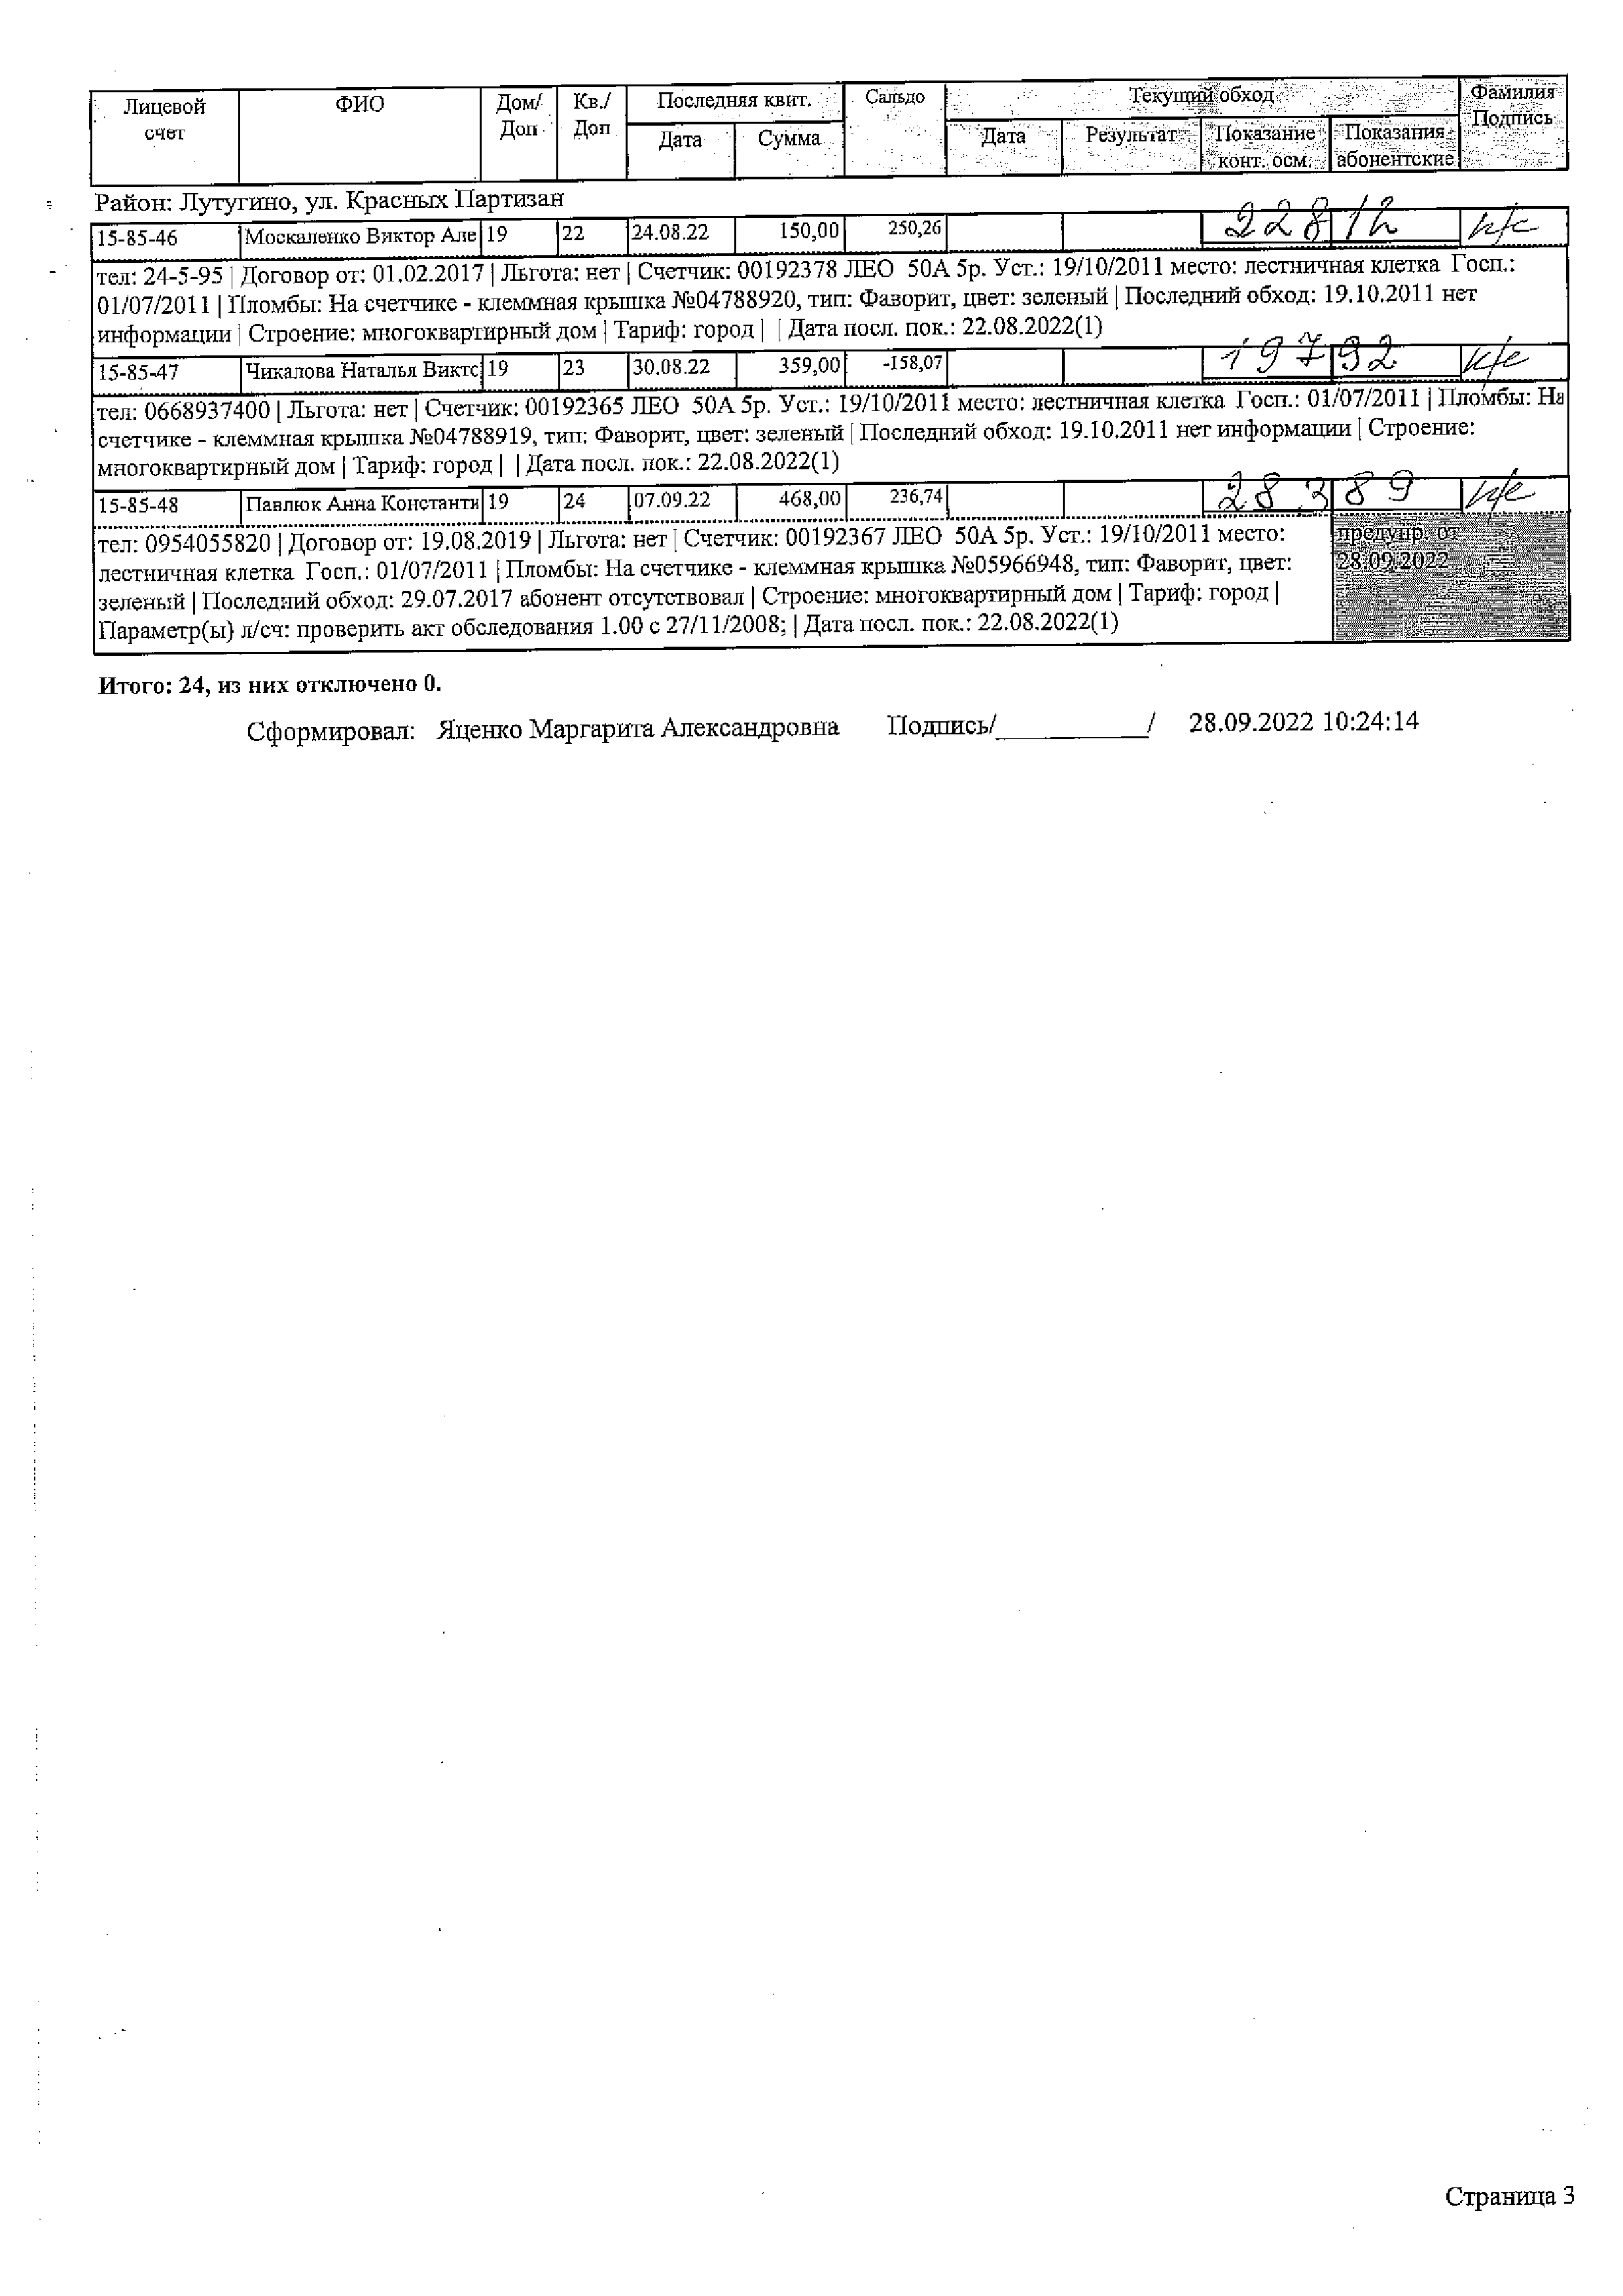 Лицевой счет ФИО Дом/ Доп Кв./ Доп Последняя квит. Сальдо Текущий обход Фамилия Подпись
Дата Сумма Дата Результат Показание конт. осм. Показания абонентские
Район: Лутугино, ул. Красных Партизан
15-85-46 Москаленко Виктор Але 19 22 24.08.22 150,00 250,26 22812 н/с
тел: 24-5-95 | Договор от: 01.02.2017 | Льгота: нет | Счетчик: 00192378 ЛЕО 50А 5р. Уст.: 19/10/2011 место: лестничная клетка Госп.:
01/07/2011 | Пломбы: На счетчике - клеммная крышка №04788920, тип: Фаворит, цвет: зеленый | Последний обход: 19.10.2011 нет
информации | Строение: многоквартирный дом | Тариф: город | | Дата посл. пок.: 22.08.2022(1)
15-85-47 Чикалова Наталья Виктс 19 23 30.08.22 359,00 -158,07 19792
тел: 0668937400 | Льгота: нет | Счетчик: 00192365 ЛЕО 50А 5р. Уст.: 19/10/2011 место: лестничная клетка Госп.: 01/07/2011 | Пломбы: На
счетчике - клеммная крышка №04788919, тип: Фаворит, цвет: зеленый | Последний обход: 19.10.2011 нет информации | Строение:
многоквартирный дом | Тариф: город | | Дата посл. пок.: 22.08.2022(1)
15-85-48 Павлюк Анна Константи 19 24 07.09.22 468,00 236,74 28389
тел: 0954055820 | Договор от: 19.08.2019 | Льгота: нет | Счетчик: 00192367 ЛЕО 50А 5р. Уст.: 19/10/2011 место: предупр. от
лестничная клетка Госп.: 01/07/2011 | Пломбы: На счетчике - клеммная крышка №05966948, тип: Фаворит, цвет: 28.09.2022
зеленый | Последний обход: 29.07.2017 абонент отсутствовал | Строение: многоквартирный дом | Тариф: город |
Параметр(ы) л/сч: проверить акт обследования 1.00 с 27/11/2008; | Дата посл. пок.: 22.08.2022(1)
Итого: 24, из них отключено 0.
Сформировал: Яценко Маргарита Александровна Подпись/__________/ 28.09.2022 10:24:14
Страница 3